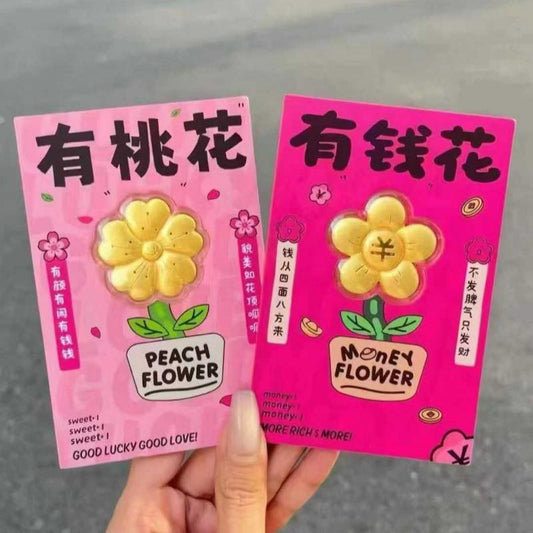 有桃花
有颜有闲有钱钱
貌美如花顶呱呱
PEACH
FLOWER
sweet+1
sweet+1
sweet+1
GOOD LUCKY GOOD LOVE!
有钱花
¥
钱从四面八方来
不发脾气只发财
MONEY
FLOWER
money+1
money+1
money+1
MORE RICH & MORE!
¥